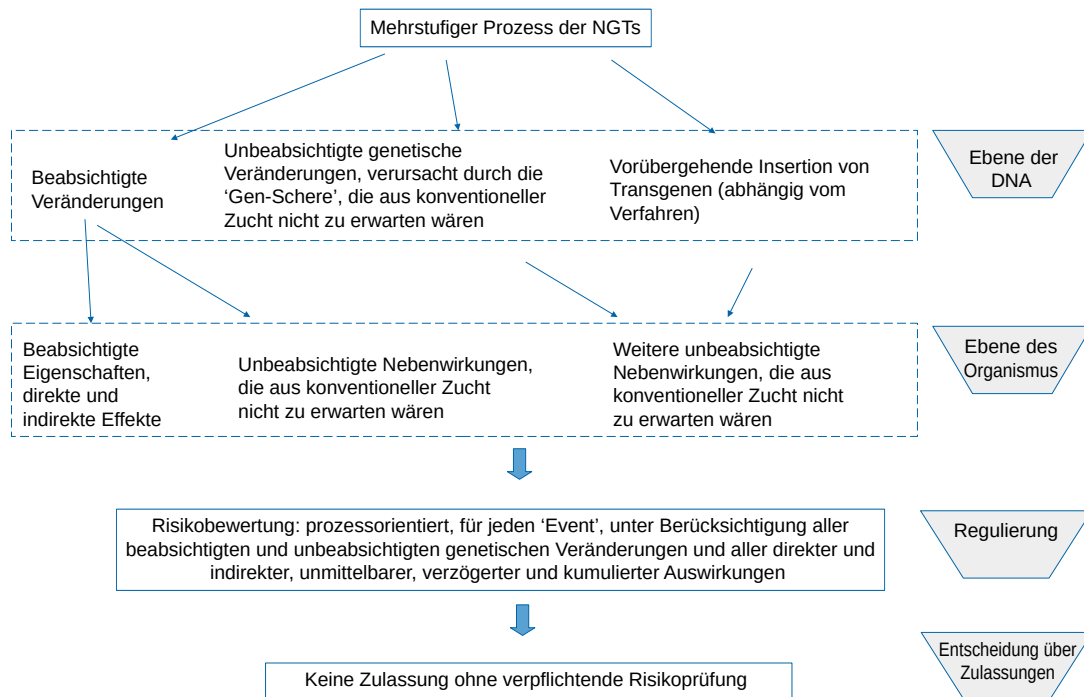 Mehrstufiger Prozess der NGTs
Beabsichtigte
Veränderungen
Unbeabsichtigte genetische
Veränderungen, verursacht durch die
‘Gen-Schere’, die aus konventioneller
Zucht nicht zu erwarten wären
Vorübergehende Insertion von
Transgenen (abhängig vom
Verfahren)
Ebene der
DNA
Beabsichtigte
Eigenschaften,
direkte und
indirekte Effekte
Unbeabsichtigte Nebenwirkungen,
die aus konventioneller Zucht
nicht zu erwarten wären
Weitere unbeabsichtigte
Nebenwirkungen, die aus
konventioneller Zucht nicht
zu erwarten wären
Ebene des
Organismus
Risikobewertung: prozessorientiert, für jeden ‘Event’, unter Berücksichtigung aller
beabsichtigten und unbeabsichtigten genetischen Veränderungen und aller direkter und
indirekter, unmittelbarer, verzögerter und kumulierter Auswirkungen
Regulierung
Keine Zulassung ohne verpflichtende Risikoprüfung
Entscheidung über
Zulassungen